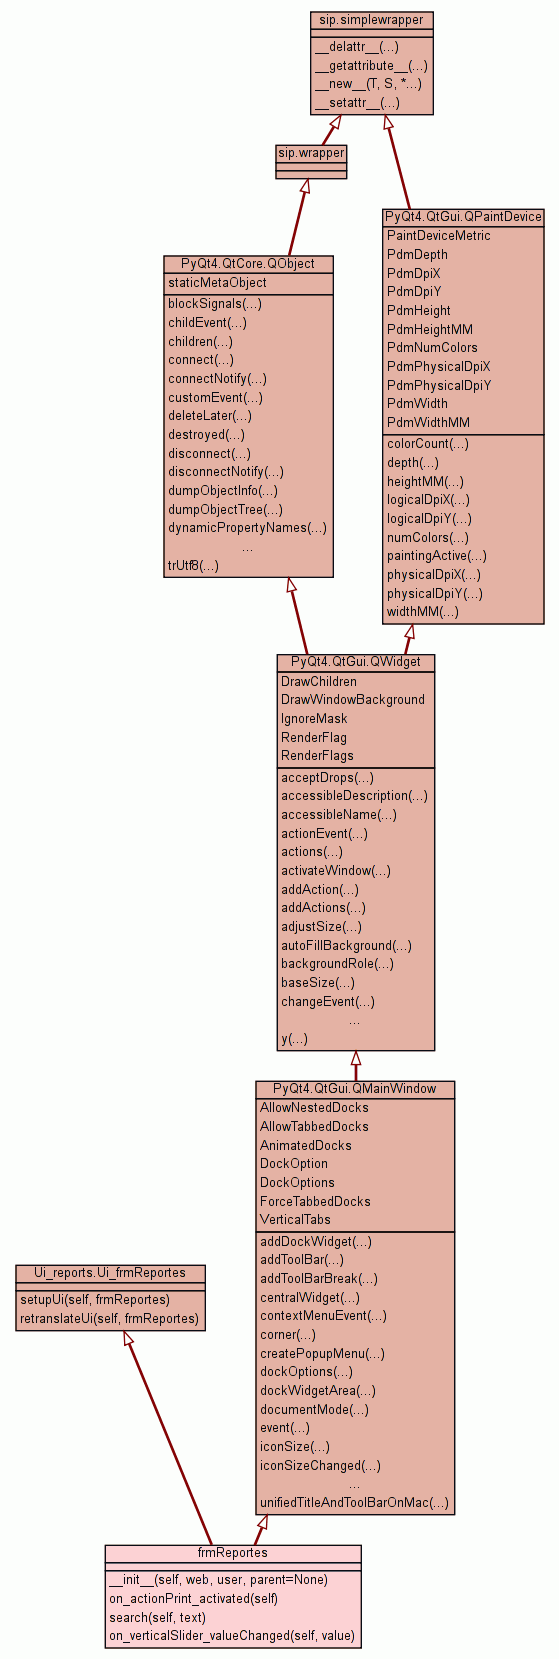 sip.simplewrapper
__delattr__(...)
__getattribute__(...)
__new__(T, S, *...)
__setattr__(...)
sip.wrapper
PyQt4.QtGui.QPaintDevice
PaintDeviceMetric
PdmDepth
PdmDpiX
PdmDpiY
PdmHeight
PdmHeightMM
PdmNumColors
PdmPhysicalDpiX
PdmPhysicalDpiY
PdmWidth
PdmWidthMM
colorCount(...)
depth(...)
heightMM(...)
logicalDpiX(...)
logicalDpiY(...)
numColors(...)
paintingActive(...)
physicalDpiX(...)
physicalDpiY(...)
widthMM(...)
PyQt4.QtCore.QObject
staticMetaObject
blockSignals(...)
childEvent(...)
children(...)
connect(...)
connectNotify(...)
customEvent(...)
deleteLater(...)
destroyed(...)
disconnect(...)
disconnectNotify(...)
dumpObjectInfo(...)
dumpObjectTree(...)
dynamicPropertyNames(...)
...
trUtf8(...)
PyQt4.QtGui.QWidget
DrawChildren
DrawWindowBackground
IgnoreMask
RenderFlag
RenderFlags
acceptDrops(...)
accessibleDescription(...)
accessibleName(...)
actionEvent(...)
actions(...)
activateWindow(...)
addAction(...)
addActions(...)
adjustSize(...)
autoFillBackground(...)
backgroundRole(...)
baseSize(...)
changeEvent(...)
...
y(...)
PyQt4.QtGui.QMainWindow
AllowNestedDocks
AllowTabbedDocks
AnimatedDocks
DockOption
DockOptions
ForceTabbedDocks
VerticalTabs
addDockWidget(...)
addToolBar(...)
addToolBarBreak(...)
centralWidget(...)
contextMenuEvent(...)
corner(...)
createPopupMenu(...)
dockOptions(...)
dockWidgetArea(...)
documentMode(...)
event(...)
iconSize(...)
iconSizeChanged(...)
...
unifiedTitleAndToolBarOnMac(...)
Ui_reports.Ui_frmReportes
setupUi(self, frmReportes)
retranslateUi(self, frmReportes)
frmReportes
__init__(self, web, user, parent=None)
on_actionPrint_activated(self)
search(self, text)
on_verticalSlider_valueChanged(self, value)